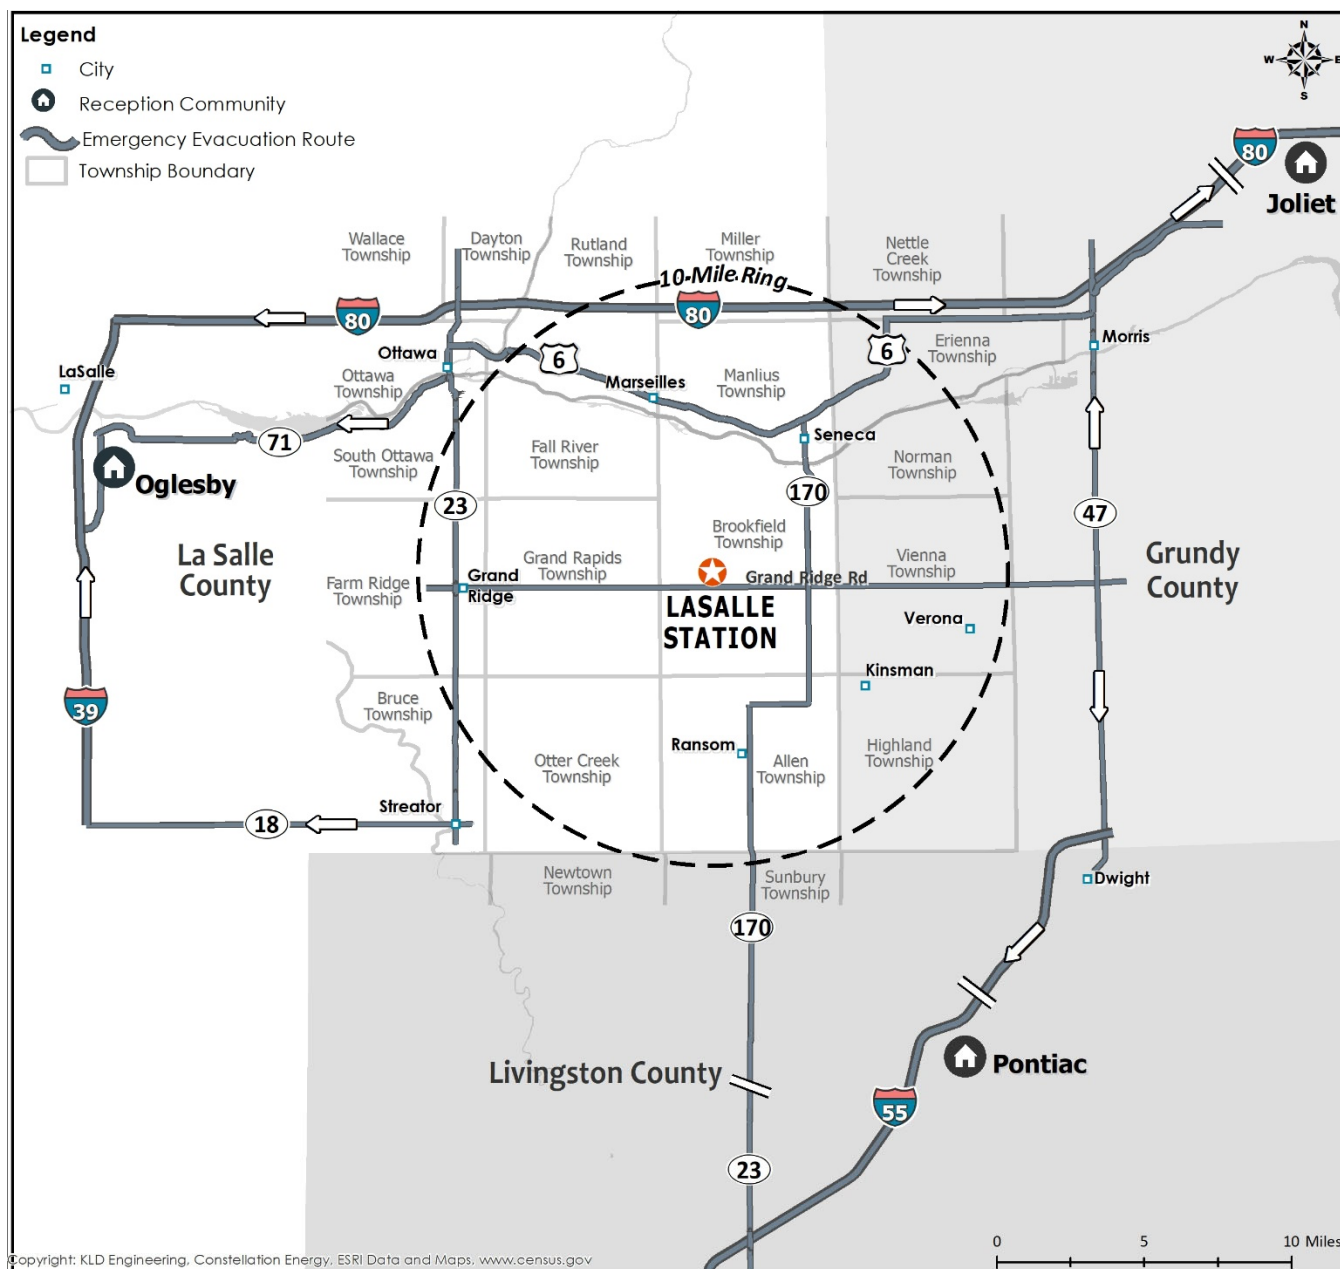 Legend
City
Reception Community
Emergency Evacuation Route
Township Boundary
N
W E
S
80
Joliet
Wallace
Township
Dayton
Township
Rutland
Township
Miller
Township
Nettle
Creek
Township
10-Mile Ring
80
80
Ottawa
6
6
Erienna
Township
Morris
LaSalle
Ottawa
Township
Marseilles
Manlius
Township
71
Seneca
South Ottawa
Township
Fall River
Township
Norman
Township
Oglesby
23
170
47
La Salle
County
Brookfield
Township
Grand Rapids
Township
Vienna
Township
Grundy
County
Farm Ridge
Township
Grand
Ridge
Grand Ridge Rd
LASALLE
STATION
Verona
Kinsman
39
Bruce
Township
Ransom
Otter Creek
Township
Allen
Township
Highland
Township
Streator
18
Newtown
Township
Sunbury
Township
Dwight
170
Livingston County
Pontiac
55
23
0 5 10 Miles
Copyright: KLD Engineering, Constellation Energy, ESRI Data and Maps, www.census.gov